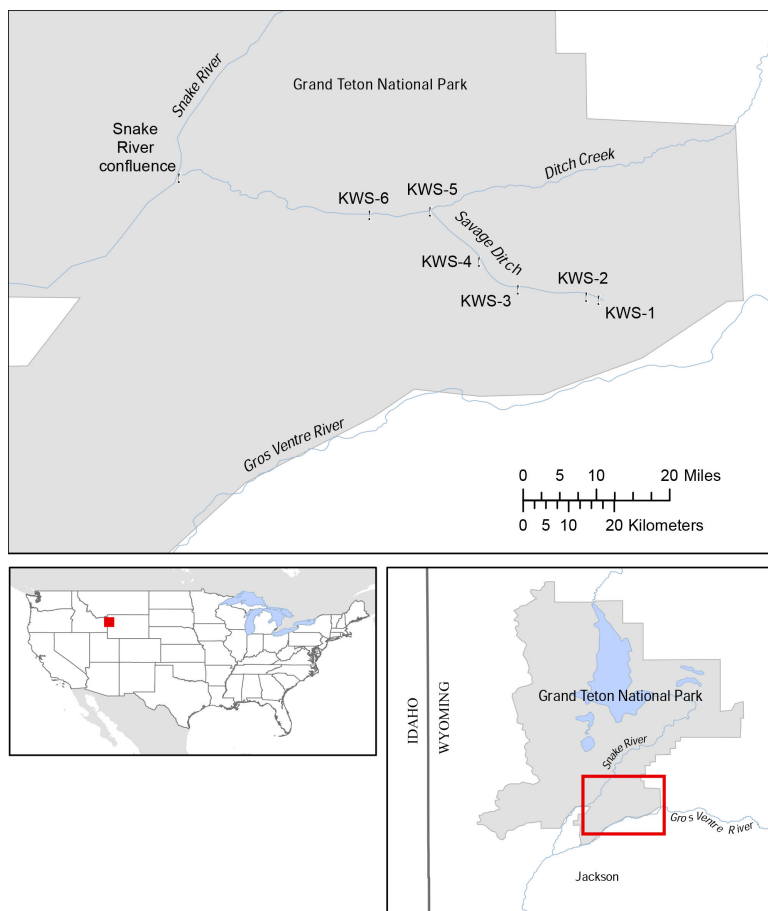 Snake River
Grand Teton National Park
Snake
River
confluence
Ditch Creek
KWS-6
KWS-5
Savage Ditch
KWS-4
KWS-3
KWS-2
KWS-1
Gros Ventre River
0 5 10 20 Miles
0 5 10 20 Kilometers
IDAHO
WYOMING
Grand Teton National Park
Snake River
Gros Ventre River
Jackson